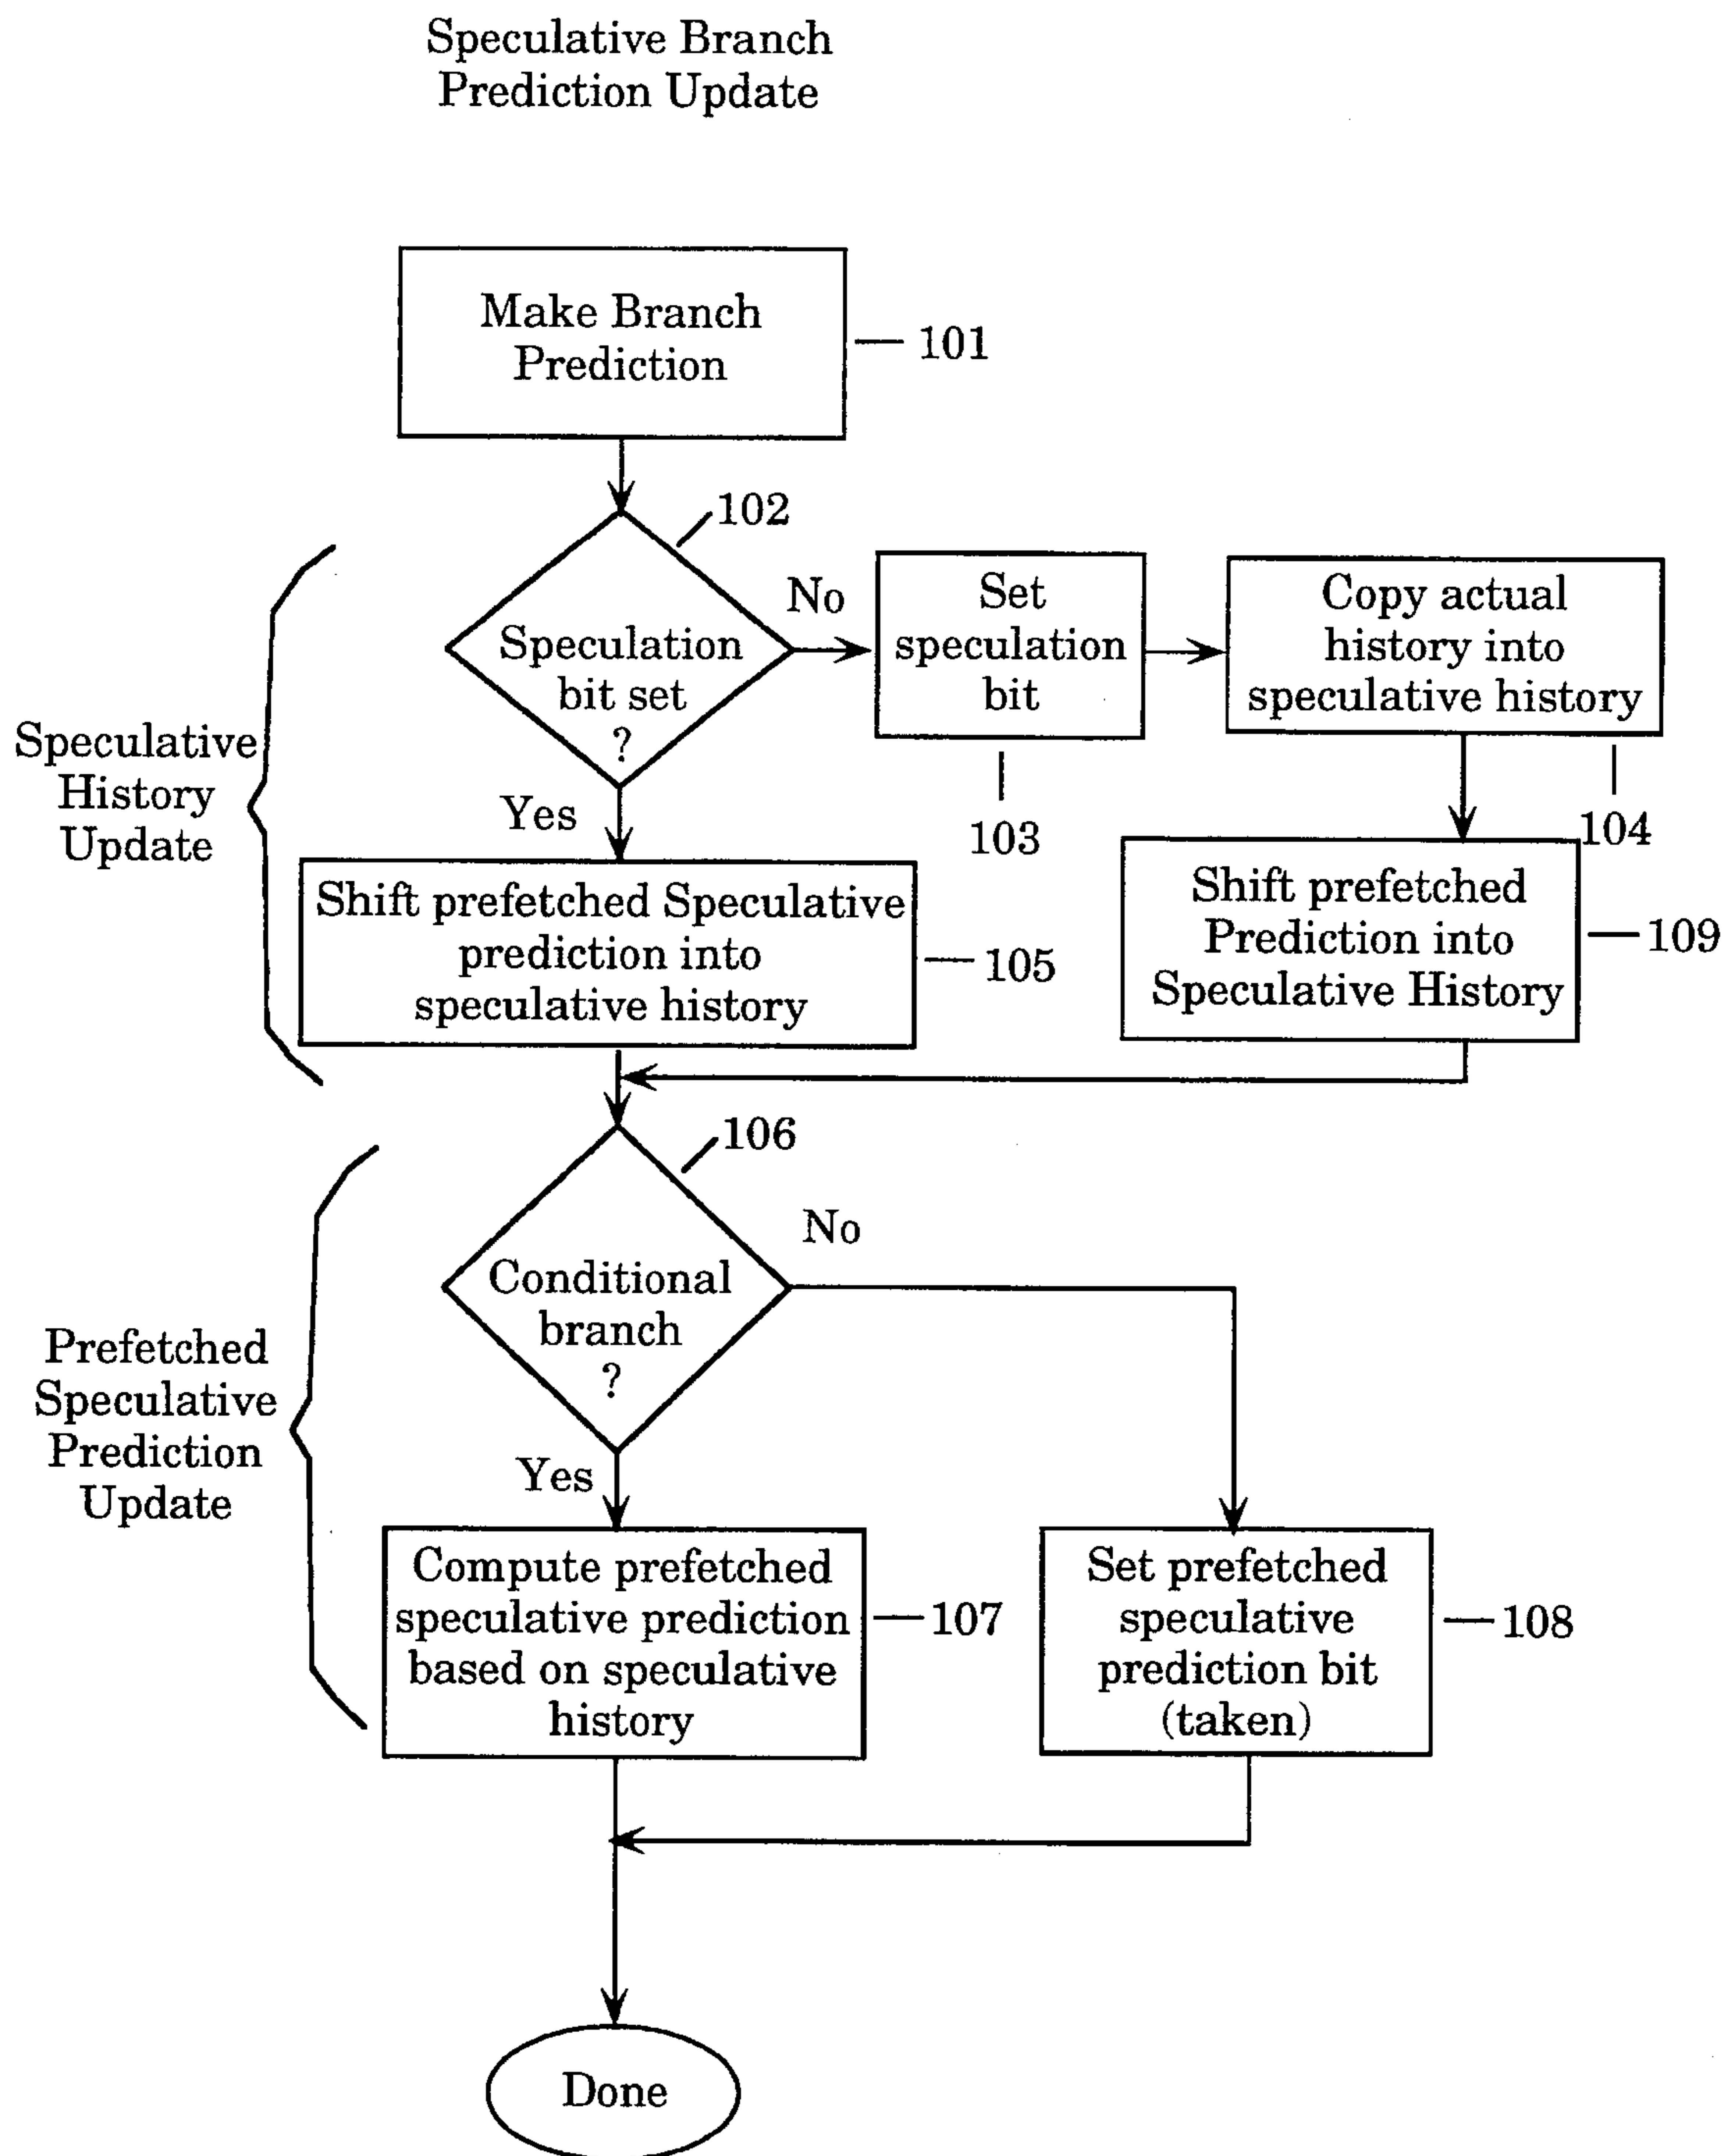 Speculative Branch
Prediction Update
Make Branch
Prediction
101
102
Speculation
bit set
?
No
Yes
Set
speculation
bit
103
Copy actual
history into
speculative history
104
Speculative
History
Update
Shift prefetched Speculative
prediction into
speculative history
105
Shift prefetched
Prediction into
Speculative History
109
106
Conditional
branch
?
No
Yes
Prefetched
Speculative
Prediction
Update
Compute prefetched
speculative prediction
based on speculative
history
107
Set prefetched
speculative
prediction bit
(taken)
108
Done